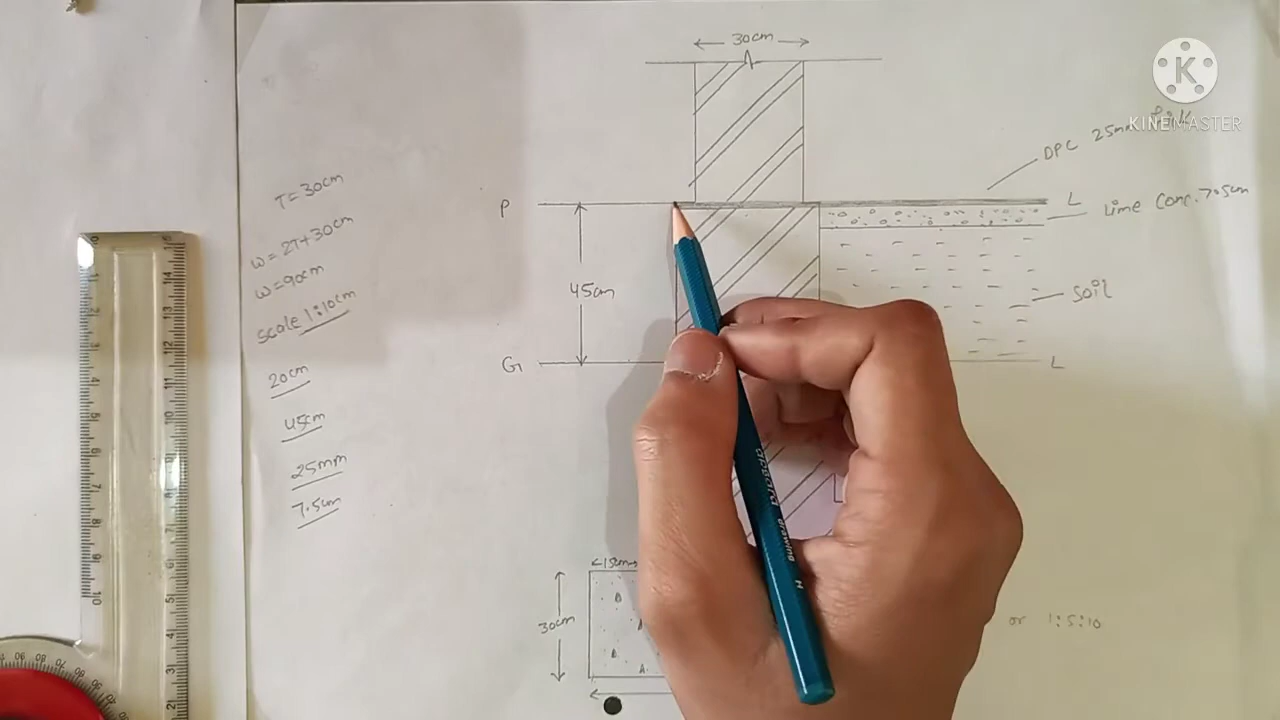 30cm
KINEMASTER
DPC 25mm
T = 30cm
P
L
Lime Conc. 7.5cm
W = 2T+30cm
W = 90cm
45cm
Soil
Scale 1:10cm
G
L
20cm
45cm
25mm
7.5cm
15cm
30cm
or 1:5:10